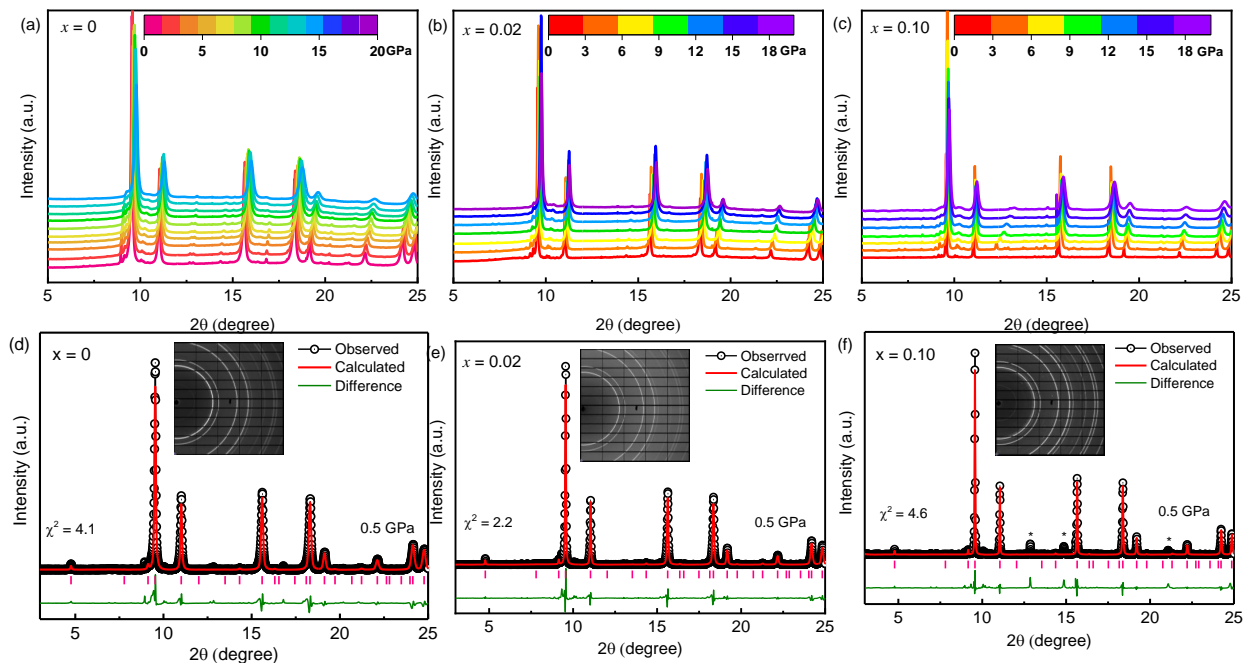 (a) x = 0
0 5 10 15 20 GPa
Intensity (a.u.)
5 10 15 20 25
2θ (degree)
(b) x = 0.02
0 3 6 9 12 15 18 GPa
Intensity (a.u.)
5 10 15 20 25
2θ (degree)
(c) x = 0.10
0 3 6 9 12 15 18 GPa
Intensity (a.u.)
5 10 15 20 25
2θ (degree)
(d) x = 0
Observed
Calculated
Difference
χ² = 4.1
0.5 GPa
Intensity (a.u.)
5 10 15 20 25
2θ (degree)
(e) x = 0.02
Obserrved
Calculated
Difference
χ² = 2.2
0.5 GPa
Intensity (a.u.)
5 10 15 20 25
2θ (degree)
(f) x = 0.10
Observed
Calculated
Difference
χ² = 4.6
0.5 GPa
* * *
Intensity (a.u.)
5 10 15 20 25
2θ (degree)